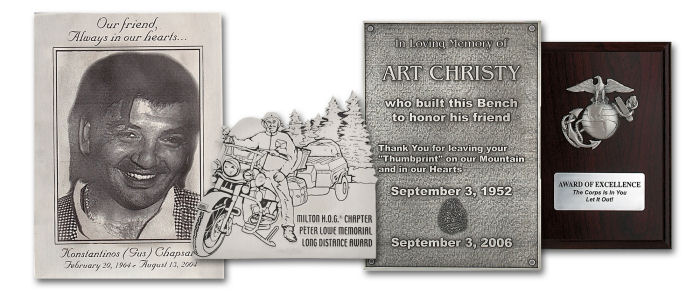 Our friend,
Always in our hearts...
Konstantinos (Gus) Chapsar
February 29, 1964 - August 13, 2004
MILTON H.O.G.® CHAPTER
PETER LOWE MEMORIAL
LONG DISTANCE AWARD
In Loving Memory of
ART CHRISTY
who built this Bench
to honor his friend
Thank You for leaving your
"Thumbprint" on our Mountain
and in our Hearts
September 3, 1952
September 3, 2006
AWARD OF EXCELLENCE
The Corps Is In You
Let It Out!